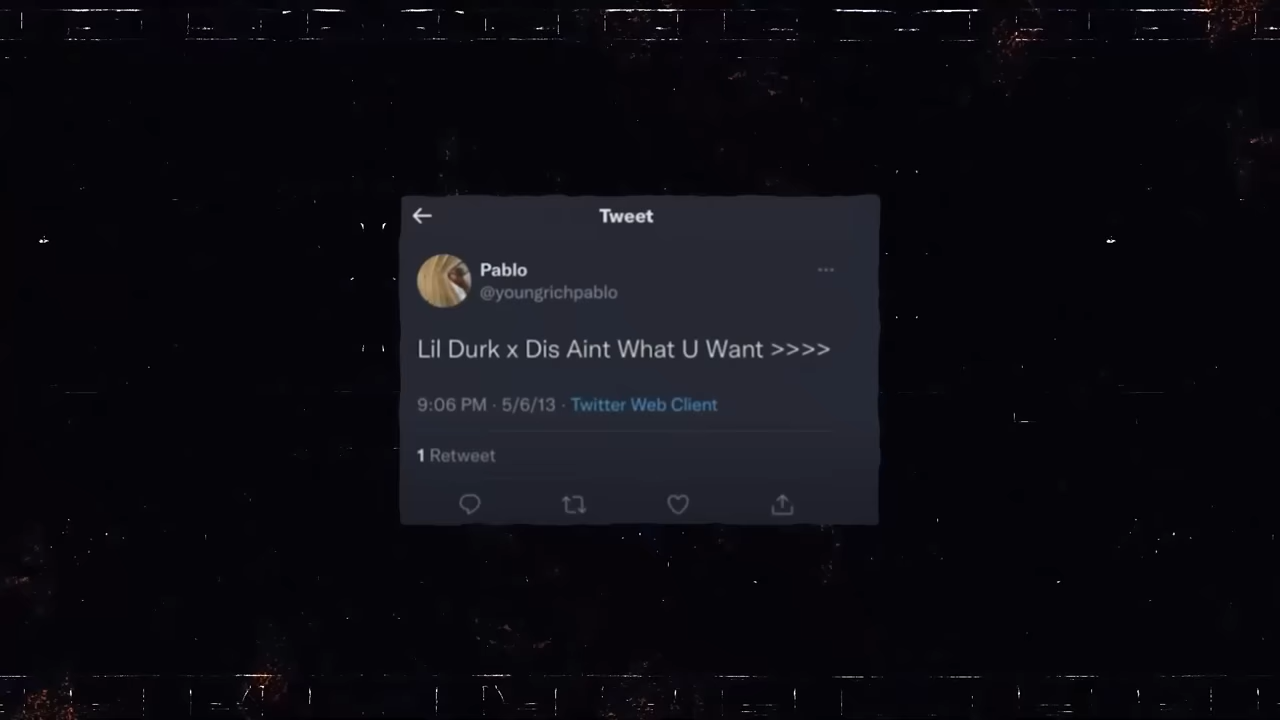 Tweet
Pablo
@youngrichpablo
Lil Durk x Dis Aint What U Want >>>>
9:06 PM · 5/6/13 · Twitter Web Client
1 Retweet